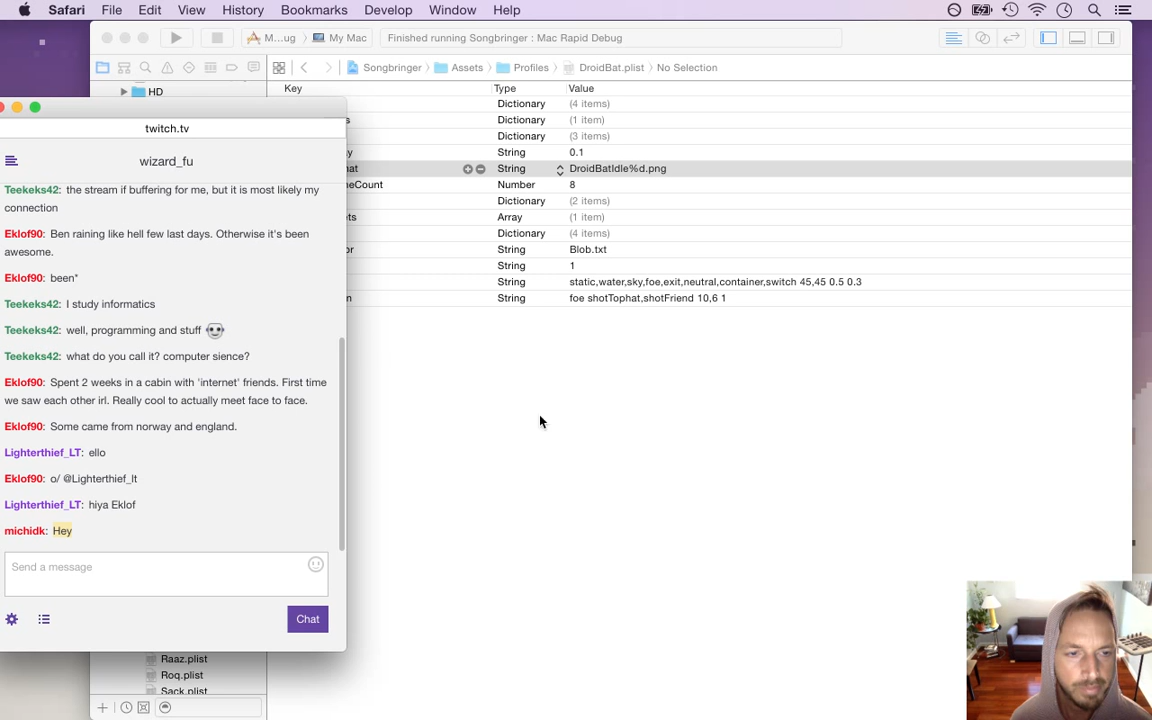 Safari File Edit View History Bookmarks Develop Window Help
M...ug My Mac Finished running Songbringer : Mac Rapid Debug
Songbringer Assets Profiles DroidBat.plist No Selection
HD
Key Type Value
Dictionary (4 items)
Dictionary (1 item)
Dictionary (3 items)
String 0.1
String DroidBatIdle%d.png
eCount Number 8
Dictionary (2 items)
ts Array (1 item)
Dictionary (4 items)
or String Blob.txt
String 1
String static,water,sky,foe,exit,neutral,container,switch 45,45 0.5 0.3
String foe shotTophat,shotFriend 10,6 1
twitch.tv
wizard_fu
Teekeks42: the stream if buffering for me, but it is most likely my
connection
Eklof90: Ben raining like hell few last days. Otherwise it's been
awesome.
Eklof90: been*
Teekeks42: I study informatics
Teekeks42: well, programming and stuff
Teekeks42: what do you call it? computer sience?
Eklof90: Spent 2 weeks in a cabin with 'internet' friends. First time
we saw each other irl. Really cool to actually meet face to face.
Eklof90: Some came from norway and england.
Lighterthief_LT: ello
Eklof90: o/ @Lighterthief_lt
Lighterthief_LT: hiya Eklof
michidk: Hey
Send a message
Chat
Raaz.plist
Roq.plist
Sack.plist